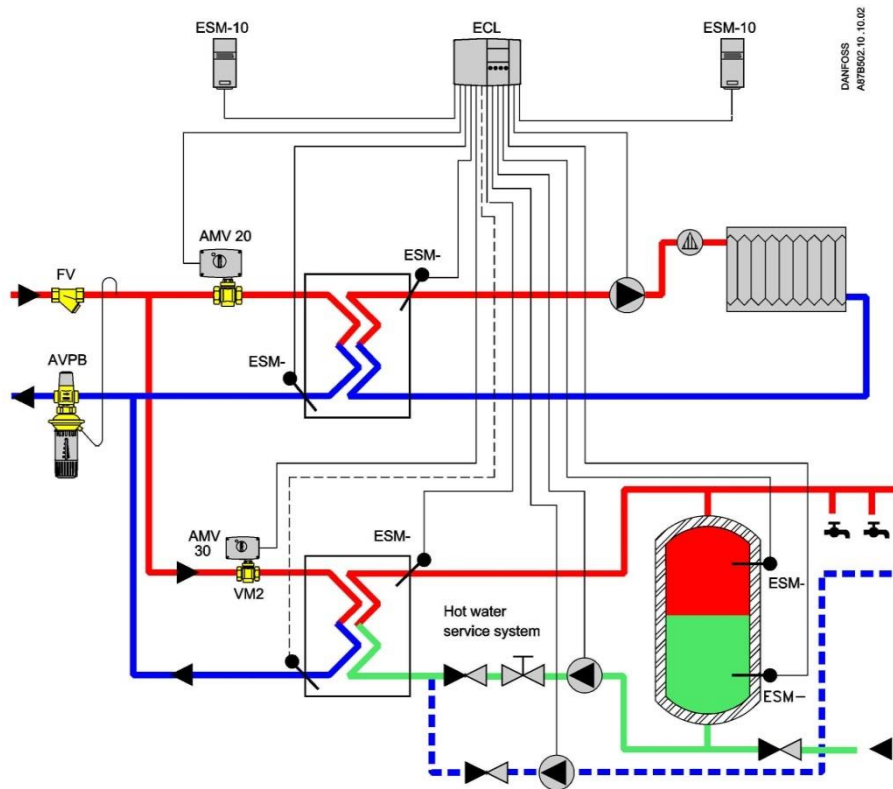 ESM-10
ECL
ESM-10
DANFOSS
A87B502.10 .10.02
AMV 20
ESM-
FV
ESM-
AVPB
AMV
30
ESM-
VM2
Hot water
service system
ESM-
ESM-